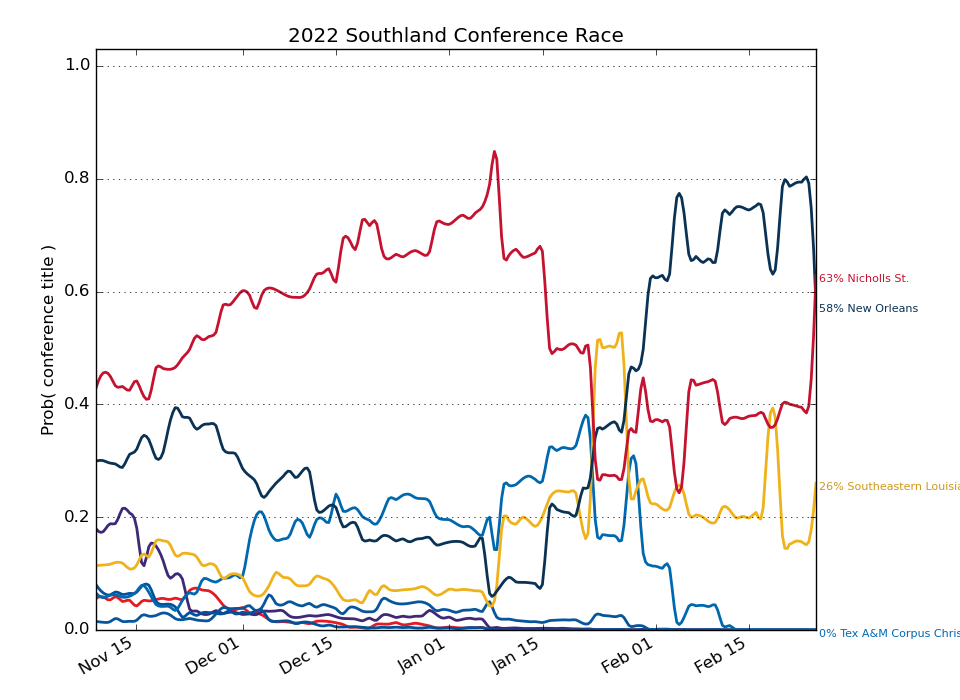 2022 Southland Conference Race
Prob( conference title )
1.0
0.8
0.6
0.4
0.2
0.0
63% Nicholls St.
58% New Orleans
26% Southeastern Louisia
0% Tex A&M Corpus Chris
Nov 15
Dec 01
Dec 15
Jan 01
Jan 15
Feb 01
Feb 15